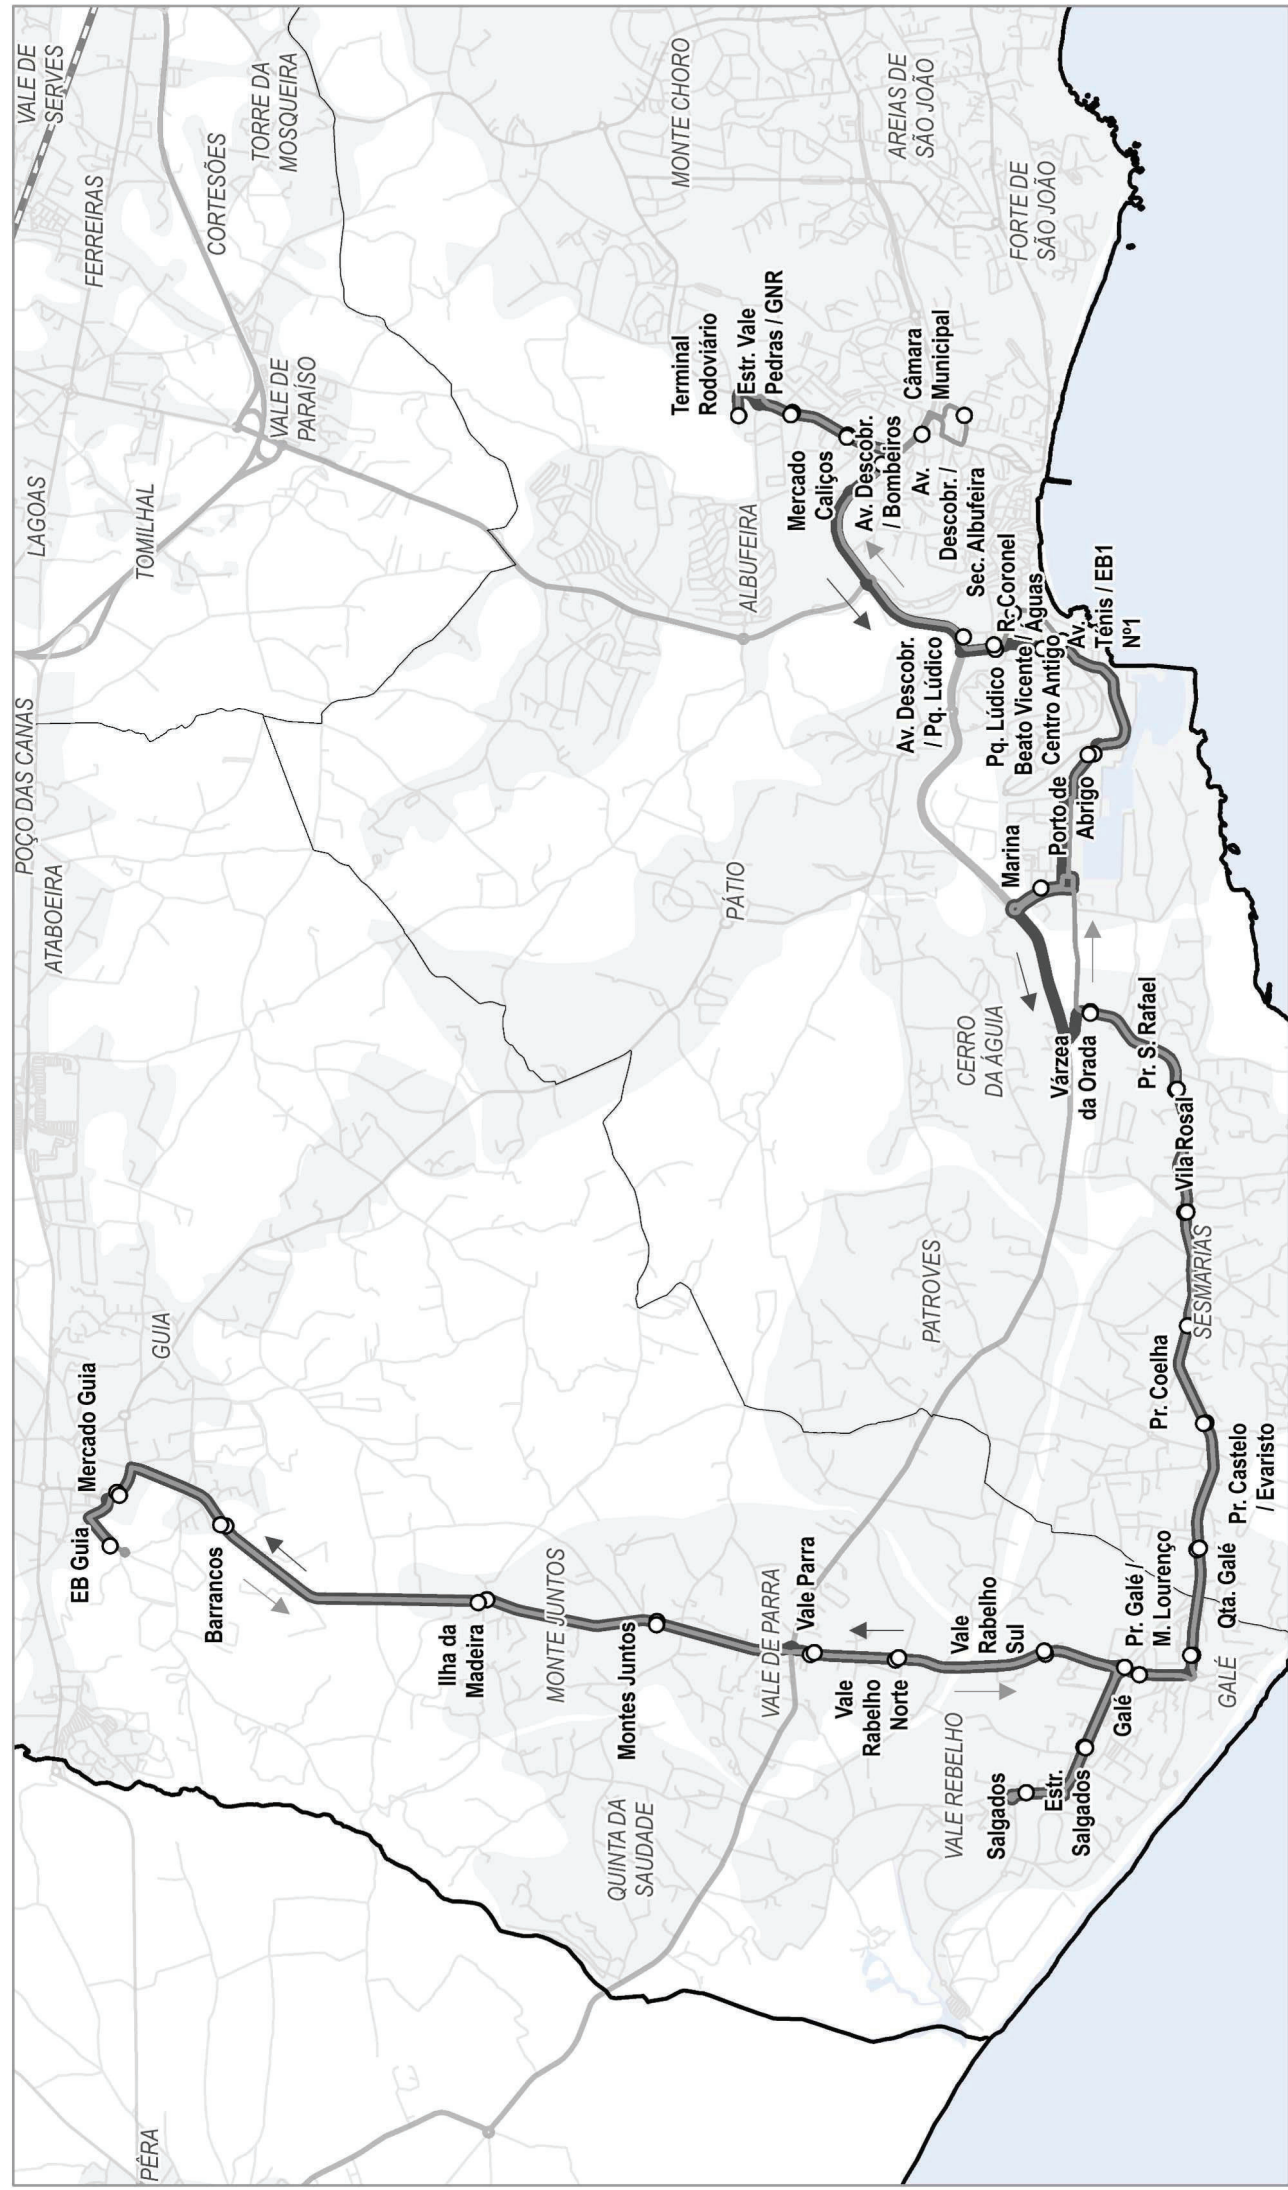 PÊRA
POÇO DAS CANAS
ATABOEIRA
LAGOAS
TOMILHAL
FERREIRAS
VALE DE
SERVES
CORTESÕES
TORRE DA
MOSQUEIRA
VALE DE
PARAÍSO
EB Guia
Mercado Guia
GUIA
Barrancos
Ilha da
Madeira
MONTE JUNTOS
Montes Juntos
QUINTA DA
SAUDADE
VALE DE PARRA
Vale Parra
Vale
Rabelho
Norte
VALE REBELHO
Vale
Rabelho
Sul
Salgados
Estr.
Salgados
Galé
Pr. Galé /
M. Lourenço
GALÉ
Qta. Galé
Pr. Castelo
/ Evaristo
Pr. Coelha
SESMARIAS
Vila Rosal
Pr. S. Rafael
Várzea
da Orada
CERRO
DA ÁGUIA
PATROVES
PÁTIO
Marina
Porto de
Abrigo
ALBUFEIRA
Av. Descobr.
/ Pq. Lúdico
Pq. Lúdico
Beato Vicente
Centro Antigo
R. Coronel
/ Águas
Av.
Ténis / EB1
Nº1
Mercado
Caliços
Av. Descobr.
/ Bombeiros
Av.
Descobr. /
Sec. Albufeira
Câmara
Municipal
Terminal
Rodoviário
Estr. Vale
Pedras / GNR
MONTE CHORO
AREIAS DE
SÃO JOÃO
FORTE DE
SÃO JOÃO